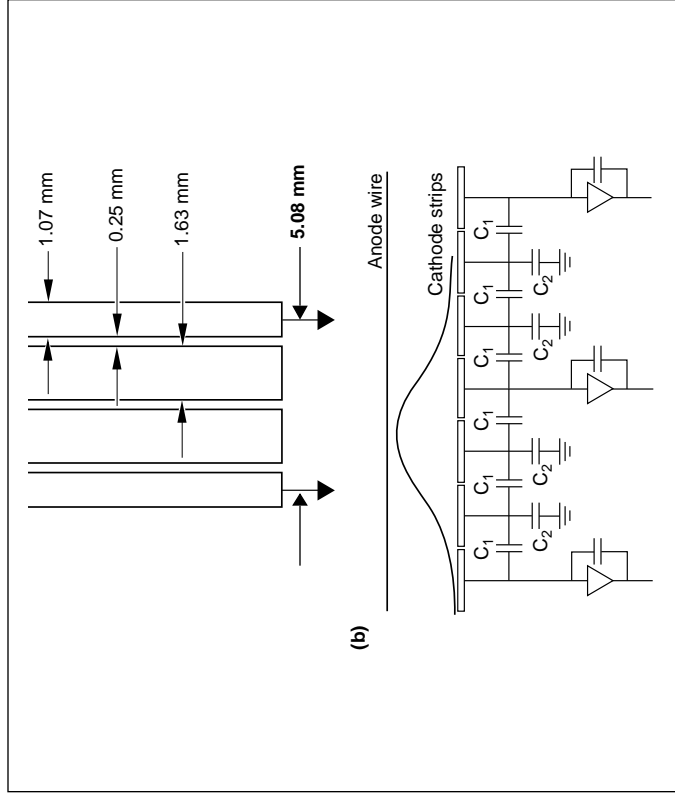 1.07 mm
0.25 mm
1.63 mm
5.08 mm
(b)
Anode wire
Cathode strips
C1 C1 C1 C1 C1 C1
C2 C2 C2 C2